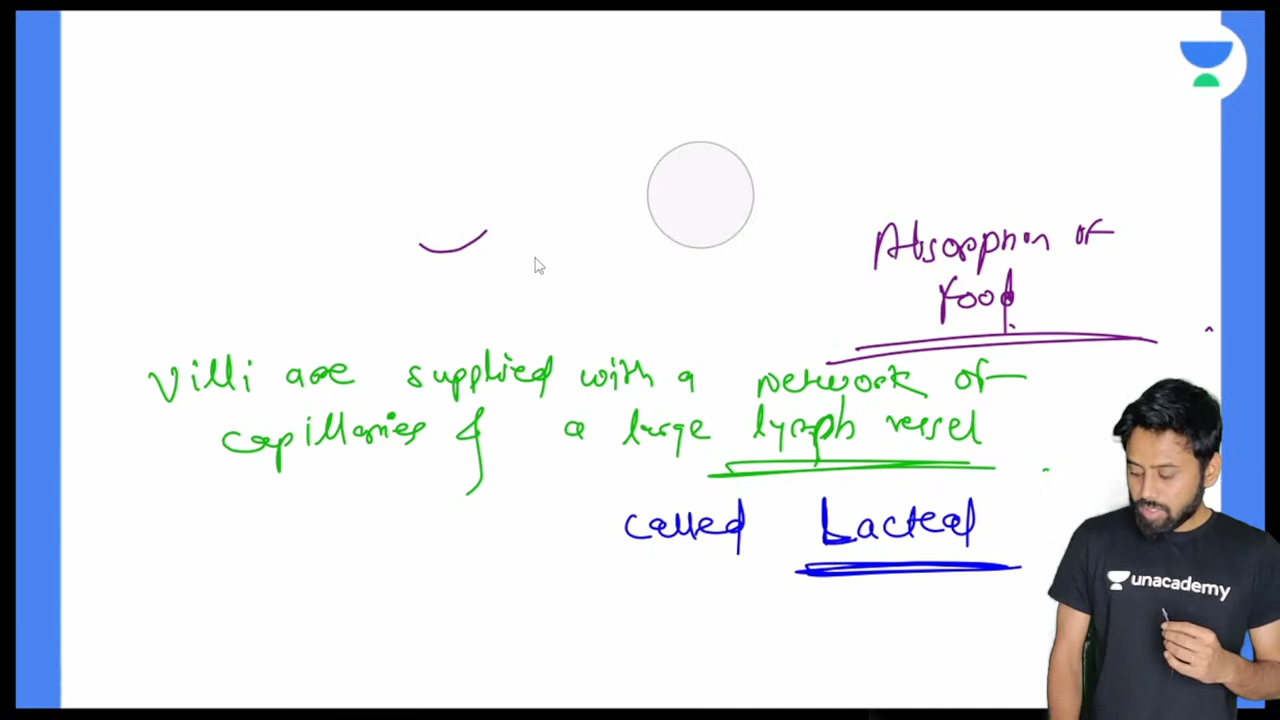 Absorption of
Food
Villi are supplied with a network of
capillaries & a large lymph vessel
called Lacteal
unacademy